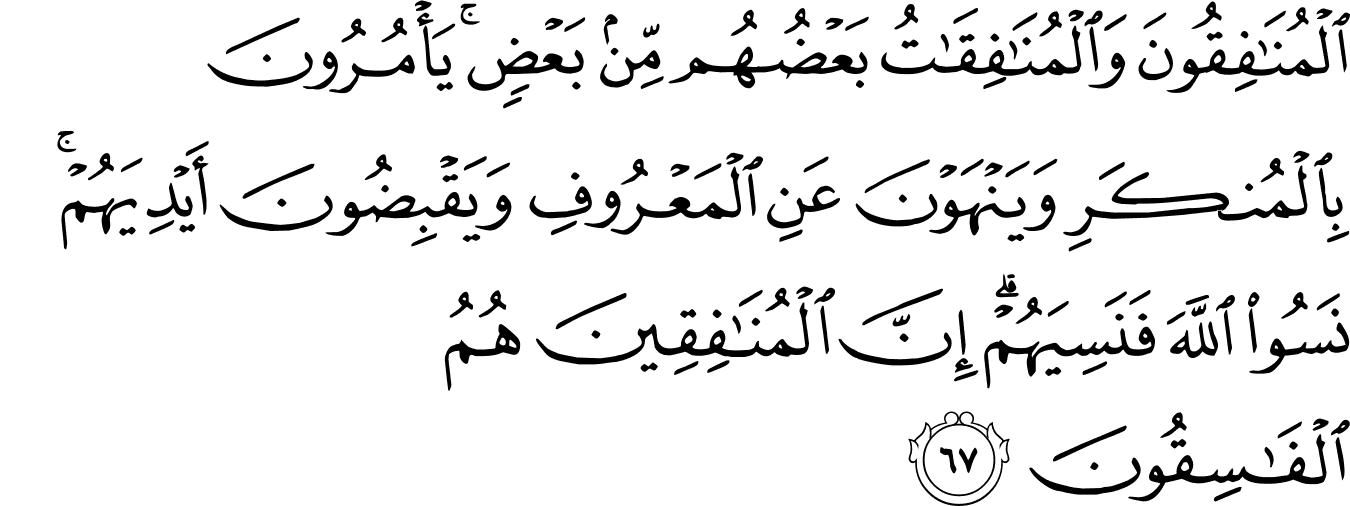 ٱلْمُنَـٰفِقُونَ وَٱلْمُنَـٰفِقَـٰتُ بَعْضُهُم مِّنۢ بَعْضٍ ۚ يَأْمُرُونَ
بِٱلْمُنكَرِ وَيَنْهَوْنَ عَنِ ٱلْمَعْرُوفِ وَيَقْبِضُونَ أَيْدِيَهُمْ ۚ
نَسُوا۟ ٱللَّهَ فَنَسِيَهُمْ ۗ إِنَّ ٱلْمُنَـٰفِقِينَ هُمُ
ٱلْفَـٰسِقُونَ ٦٧